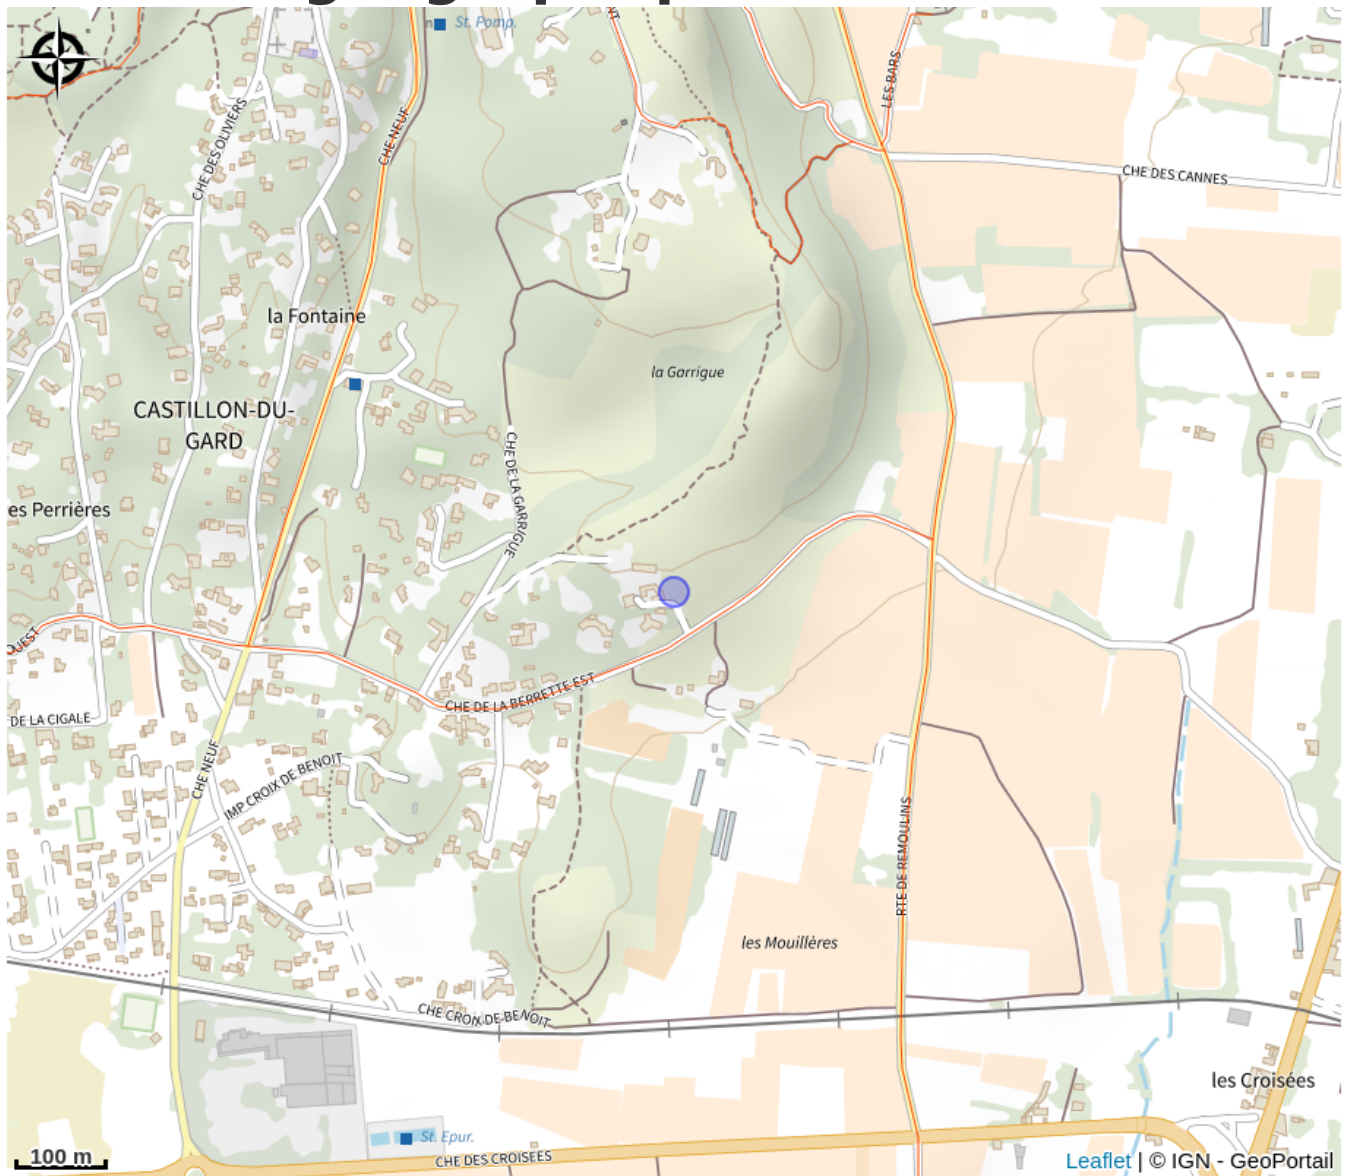 St. Pomp.
LES BARS
CHE DES OLIVIERS
CHE NEUF
CHE DES CANNES
la Fontaine
la Garrigue
CASTILLON-DU-
GARD
CHE DE LA GARRIGUE
es Perrières
OUEST
CHE DE LA BERRETTE EST
DE LA CIGALE
CHE NEUF
IMP CROIX DE BENOIT
RTE DE REMOULINS
les Mouillères
CHE CROIX DE BENOIT
les Croisées
St. Epur.
CHE DES CROISEES
100 m
Leaflet | © IGN - GeoPortail